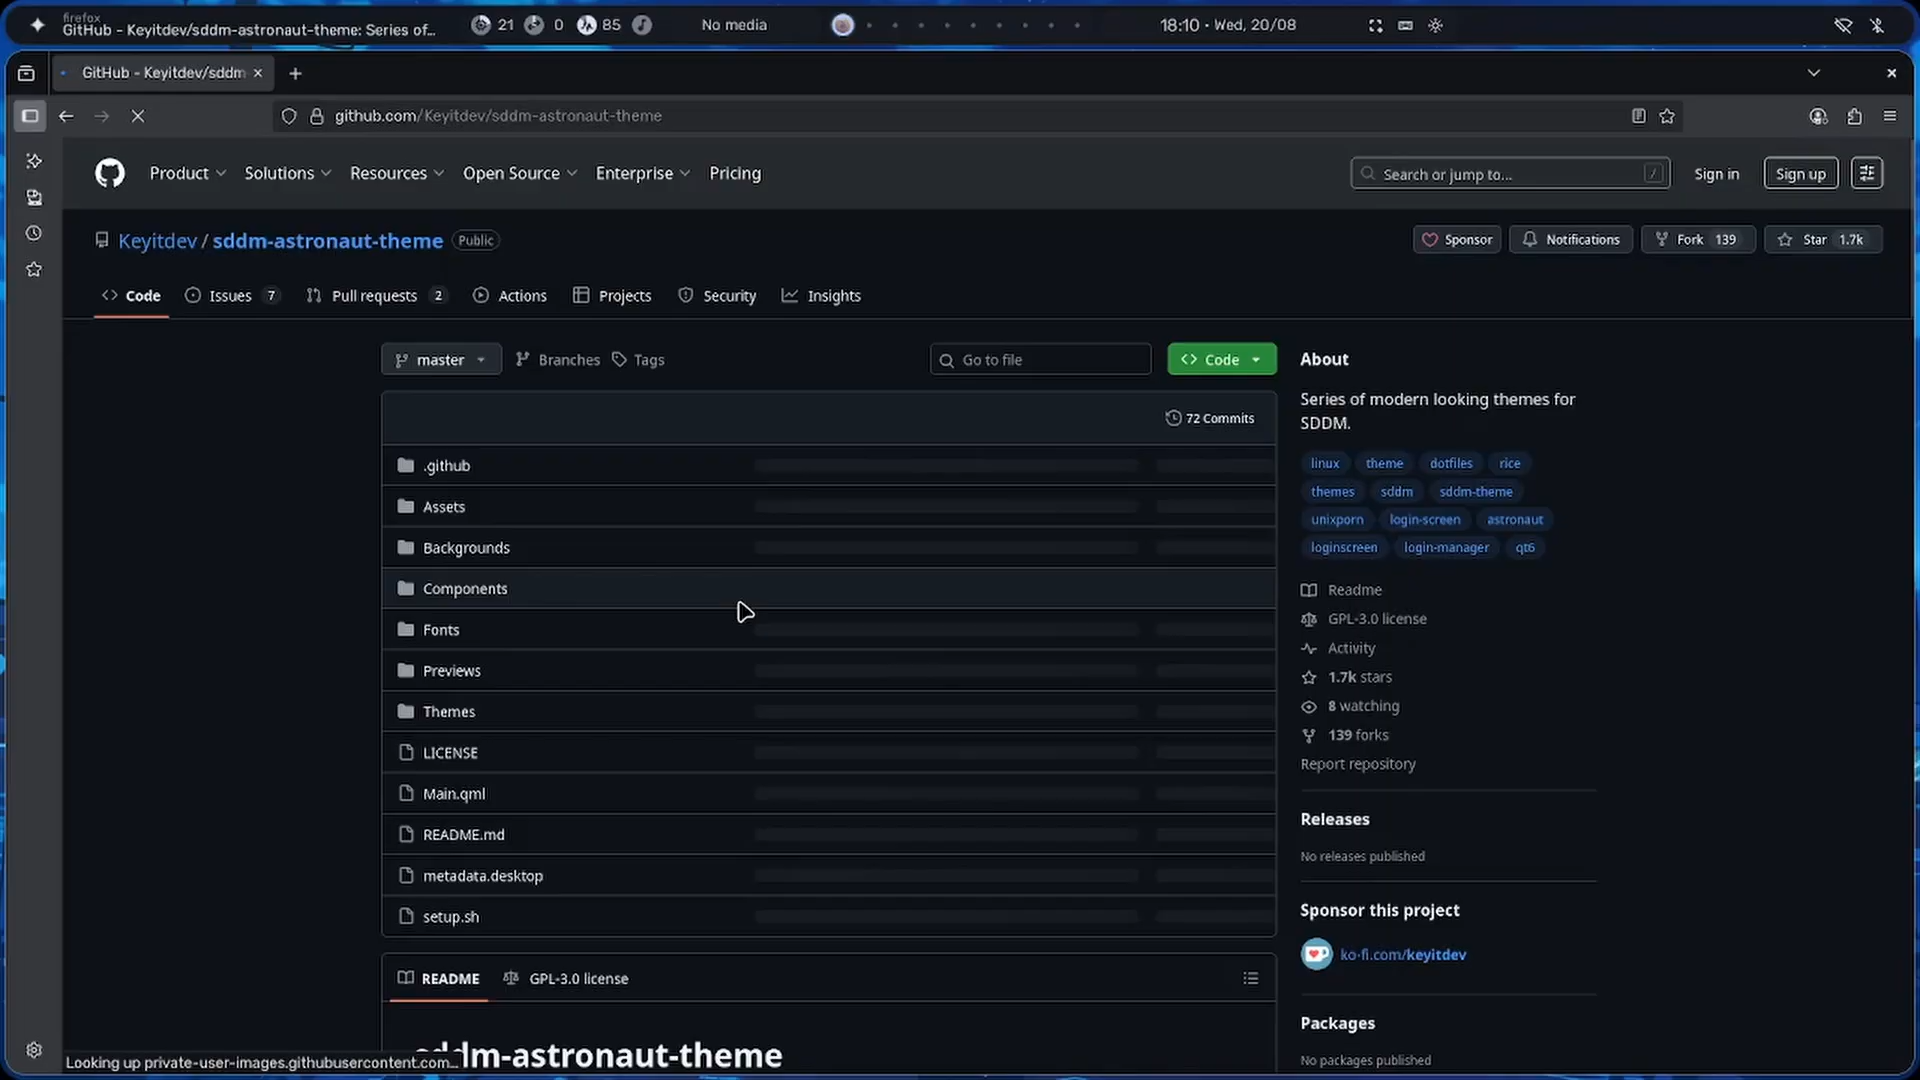 firefox
GitHub - Keyitdev/sddm-astronaut-theme: Series of…
21
0
85
No media
18:10 • Wed, 20/08
GitHub - Keyitdev/sddm
github.com/Keyitdev/sddm-astronaut-theme
Product
Solutions
Resources
Open Source
Enterprise
Pricing
Search or jump to...
/
Sign in
Sign up
Keyitdev / sddm-astronaut-theme
Public
Sponsor
Notifications
Fork 139
Star 1.7k
Code
Issues 7
Pull requests 2
Actions
Projects
Security
Insights
master
Branches
Tags
Go to file
Code
72 Commits
.github
Assets
Backgrounds
Components
Fonts
Previews
Themes
LICENSE
Main.qml
README.md
metadata.desktop
setup.sh
README
GPL-3.0 license
sddm-astronaut-theme
About
Series of modern looking themes for
SDDM.
linux theme dotfiles rice
themes sddm sddm-theme
unixporn login-screen astronaut
loginscreen login-manager qt6
Readme
GPL-3.0 license
Activity
1.7k stars
8 watching
139 forks
Report repository
Releases
No releases published
Sponsor this project
ko-fi.com/keyitdev
Packages
No packages published
Looking up private-user-images.githubusercontent.com…